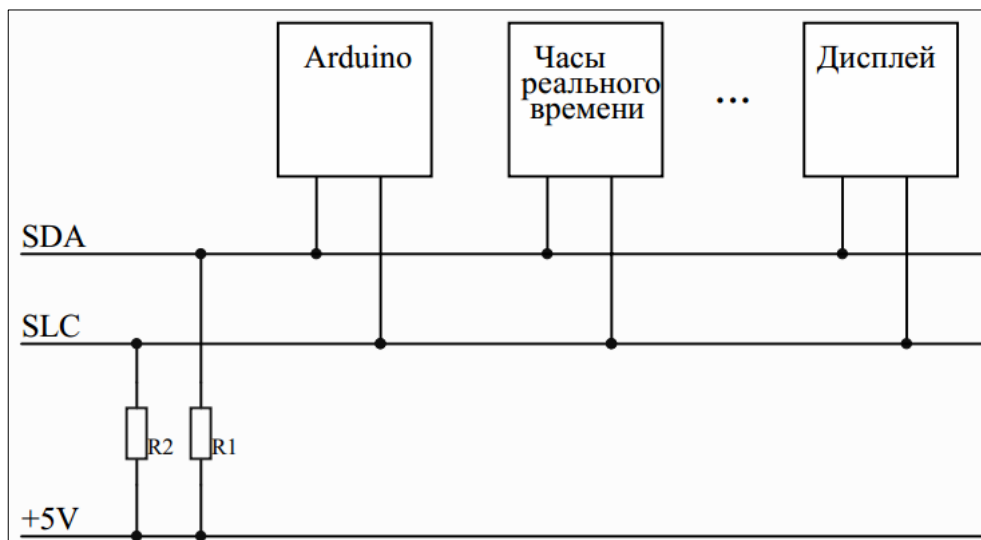 Arduino
Часы
реального
времени
...
Дисплей
SDA
SLC
R2
R1
+5V